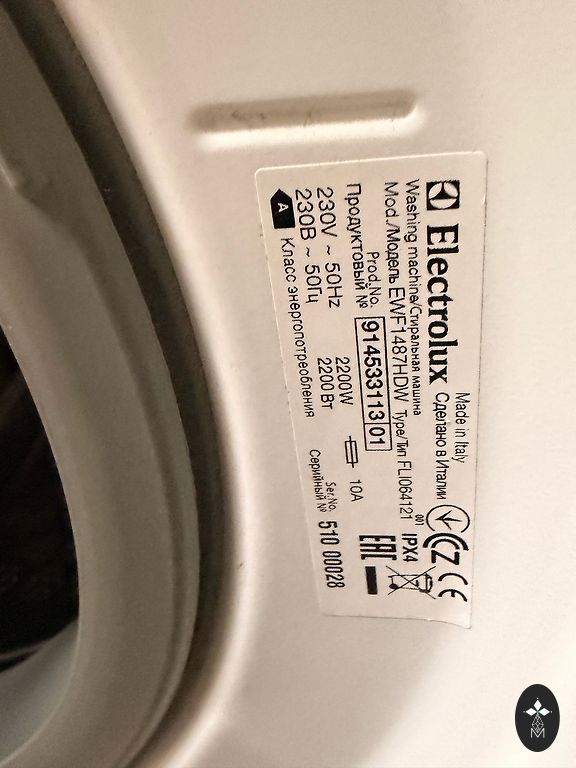 Electrolux
Made in Italy
Сделано в Италии
Washing machine/Стиральная машина
Mod./Модель EWF1487HDW Type/Тип FLI064121
001
IPX4
Prod.No.
Продуктовый №
914533113 01
230V ~ 50Hz 2200W
230В ~ 50Гц 2200Вт
10A
A Класс энергопотребления
Ser.No.
Серийный №
510 00028
EAC
CE